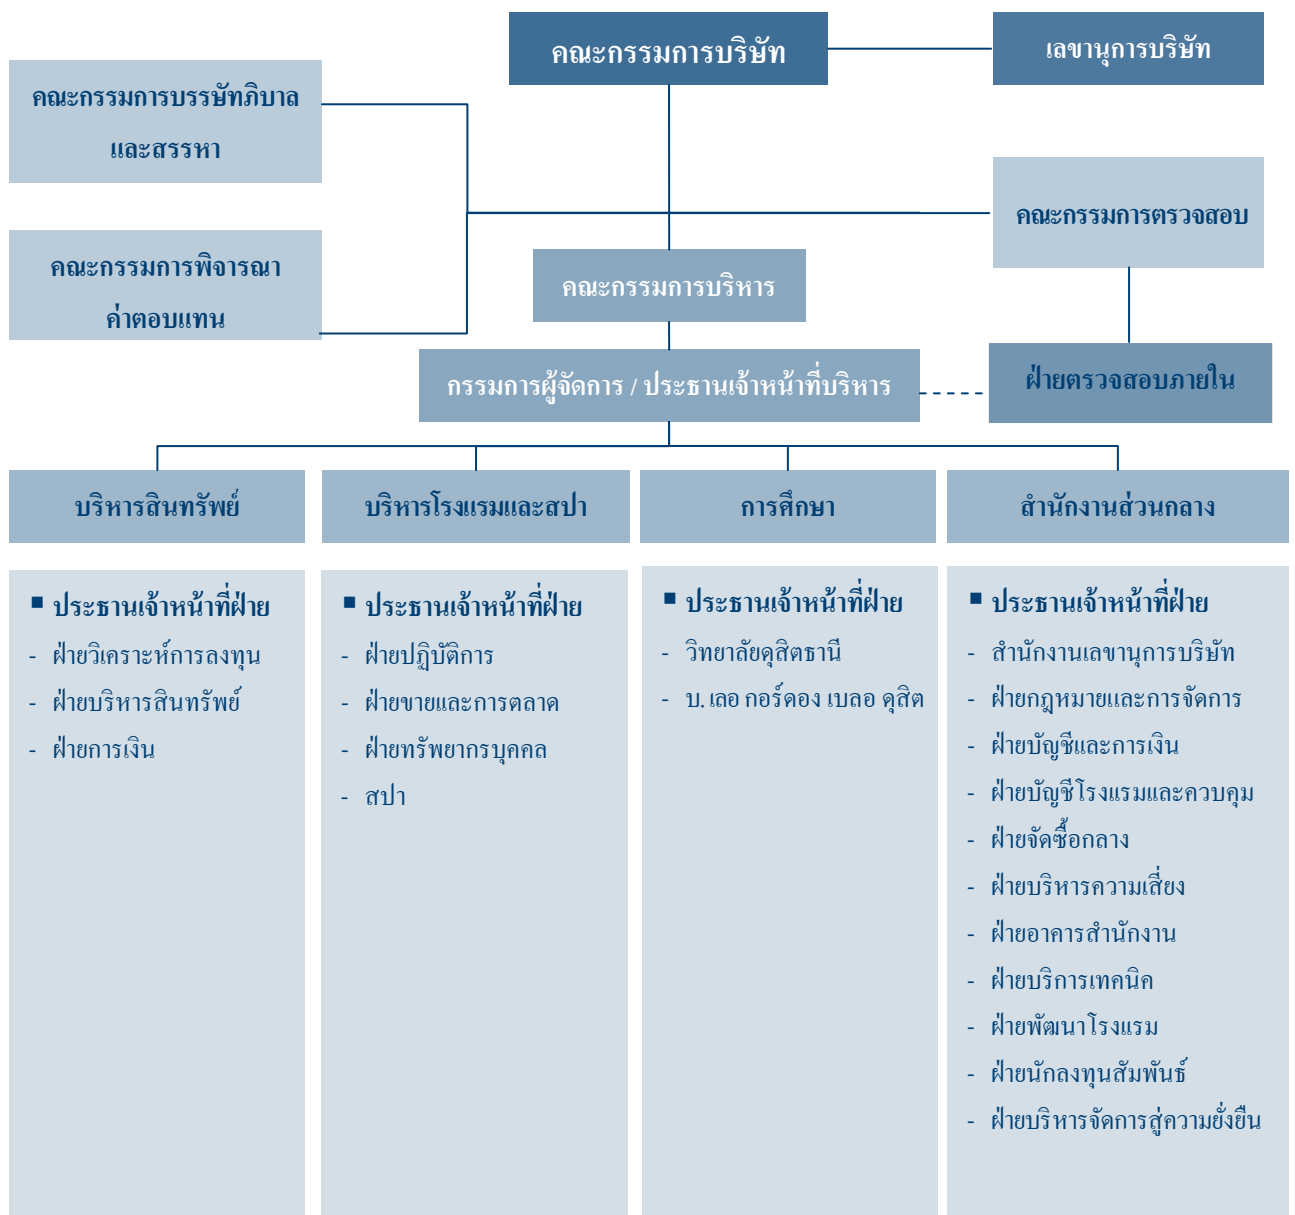 คณะกรรมการบริษัท
เลขานุการบริษัท
คณะกรรมการบรรษัทภิบาล
และสรรหา
คณะกรรมการตรวจสอบ
คณะกรรมการพิจารณา
ค่าตอบแทน
คณะกรรมการบริหาร
กรรมการผู้จัดการ / ประธานเจ้าหน้าที่บริหาร
ฝ่ายตรวจสอบภายใน
บริหารสินทรัพย์
บริหารโรงแรมและสปา
การศึกษา
สำนักงานส่วนกลาง
▪ ประธานเจ้าหน้าที่ฝ่าย
- ฝ่ายวิเคราะห์การลงทุน
- ฝ่ายบริหารสินทรัพย์
- ฝ่ายการเงิน
▪ ประธานเจ้าหน้าที่ฝ่าย
- ฝ่ายปฏิบัติการ
- ฝ่ายขายและการตลาด
- ฝ่ายทรัพยากรบุคคล
- สปา
▪ ประธานเจ้าหน้าที่ฝ่าย
- วิทยาลัยดุสิตธานี
- บ. เลอ กอร์ดอง เบลอ ดุสิต
▪ ประธานเจ้าหน้าที่ฝ่าย
- สำนักงานเลขานุการบริษัท
- ฝ่ายกฎหมายและการจัดการ
- ฝ่ายบัญชีและการเงิน
- ฝ่ายบัญชีโรงแรมและควบคุม
- ฝ่ายจัดซื้อกลาง
- ฝ่ายบริหารความเสี่ยง
- ฝ่ายอาคารสำนักงาน
- ฝ่ายบริการเทคนิค
- ฝ่ายพัฒนาโรงแรม
- ฝ่ายนักลงทุนสัมพันธ์
- ฝ่ายบริหารจัดการสู่ความยั่งยืน